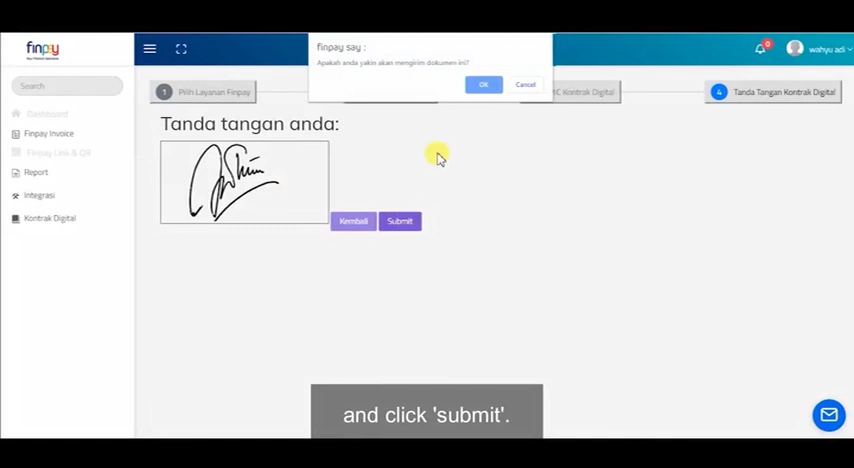 finpay
finpay say :
Apakah anda yakin akan mengirim dokumen ini?
OK
Cancel
0
wahyu adi
Search
1
Pilih Layanan Finpay
C Kontrak Digital
4
Tanda Tangan Kontrak Digital
Dashboard
Finpay Invoice
Finpay Link & QR
Report
Integrasi
Kontrak Digital
Tanda tangan anda:
Kembali
Submit
and click 'submit'.